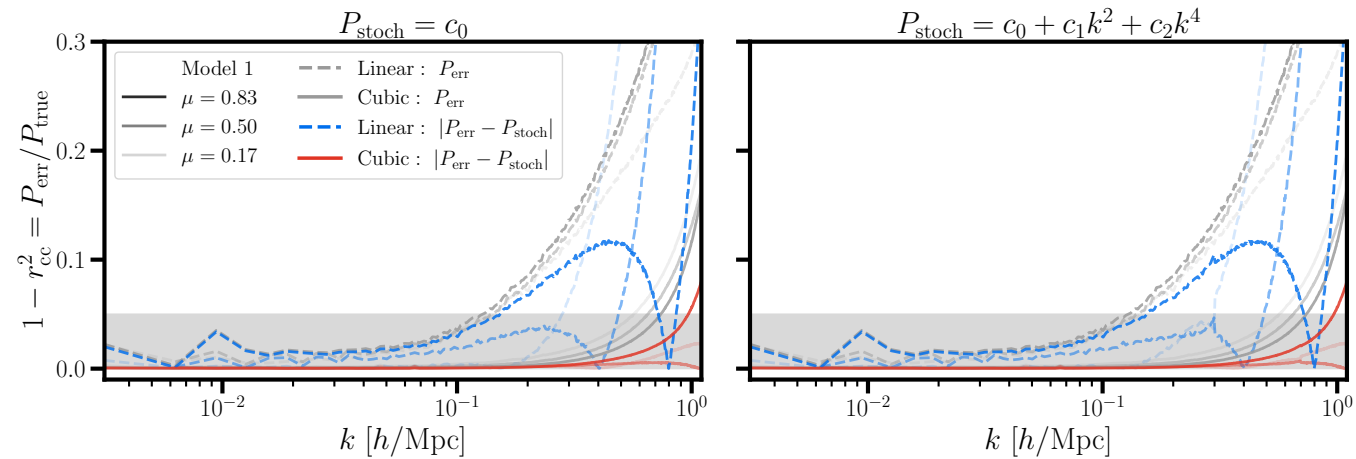 P_stoch = c_0
P_stoch = c_0 + c_1k^2 + c_2k^4
1 − r_cc^2 = P_err/P_true
0.3
0.2
0.1
0.0
Model 1
μ = 0.83
μ = 0.50
μ = 0.17
Linear : P_err
Cubic : P_err
Linear : |P_err − P_stoch|
Cubic : |P_err − P_stoch|
10^−2
10^−1
10^0
10^−2
10^−1
10^0
k [h/Mpc]
k [h/Mpc]